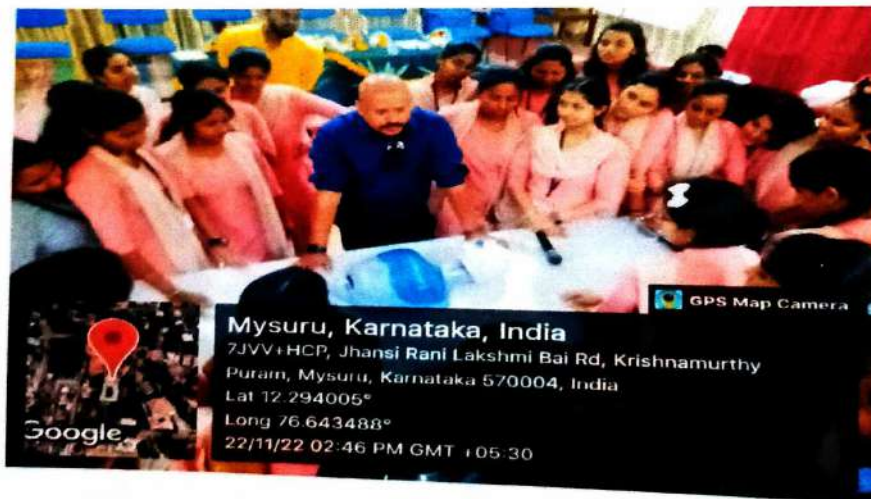 GPS Map Camera
Mysuru, Karnataka, India
7JVV+HCP, Jhansi Rani Lakshmi Bai Rd, Krishnamurthy
Puram, Mysuru, Karnataka 570004, India
Lat 12.294005°
Long 76.643488°
22/11/22 02:46 PM GMT +05:30
Google